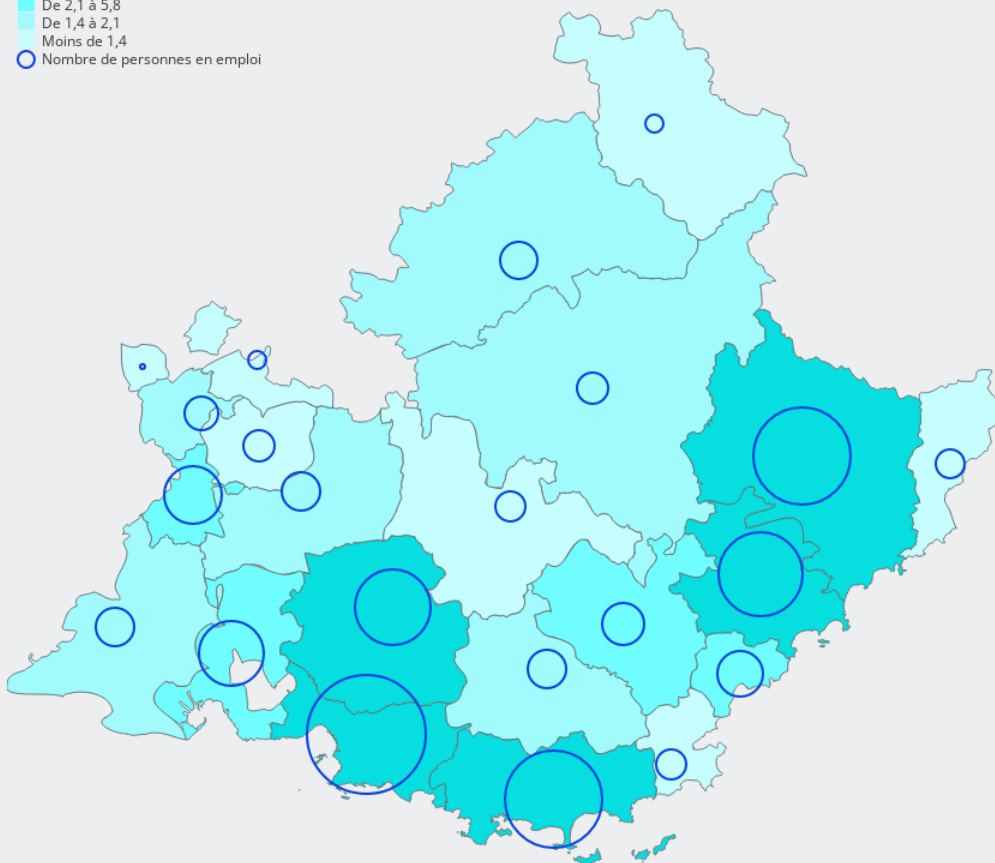 De 2,1 à 5,8
De 1,4 à 2,1
Moins de 1,4
Nombre de personnes en emploi